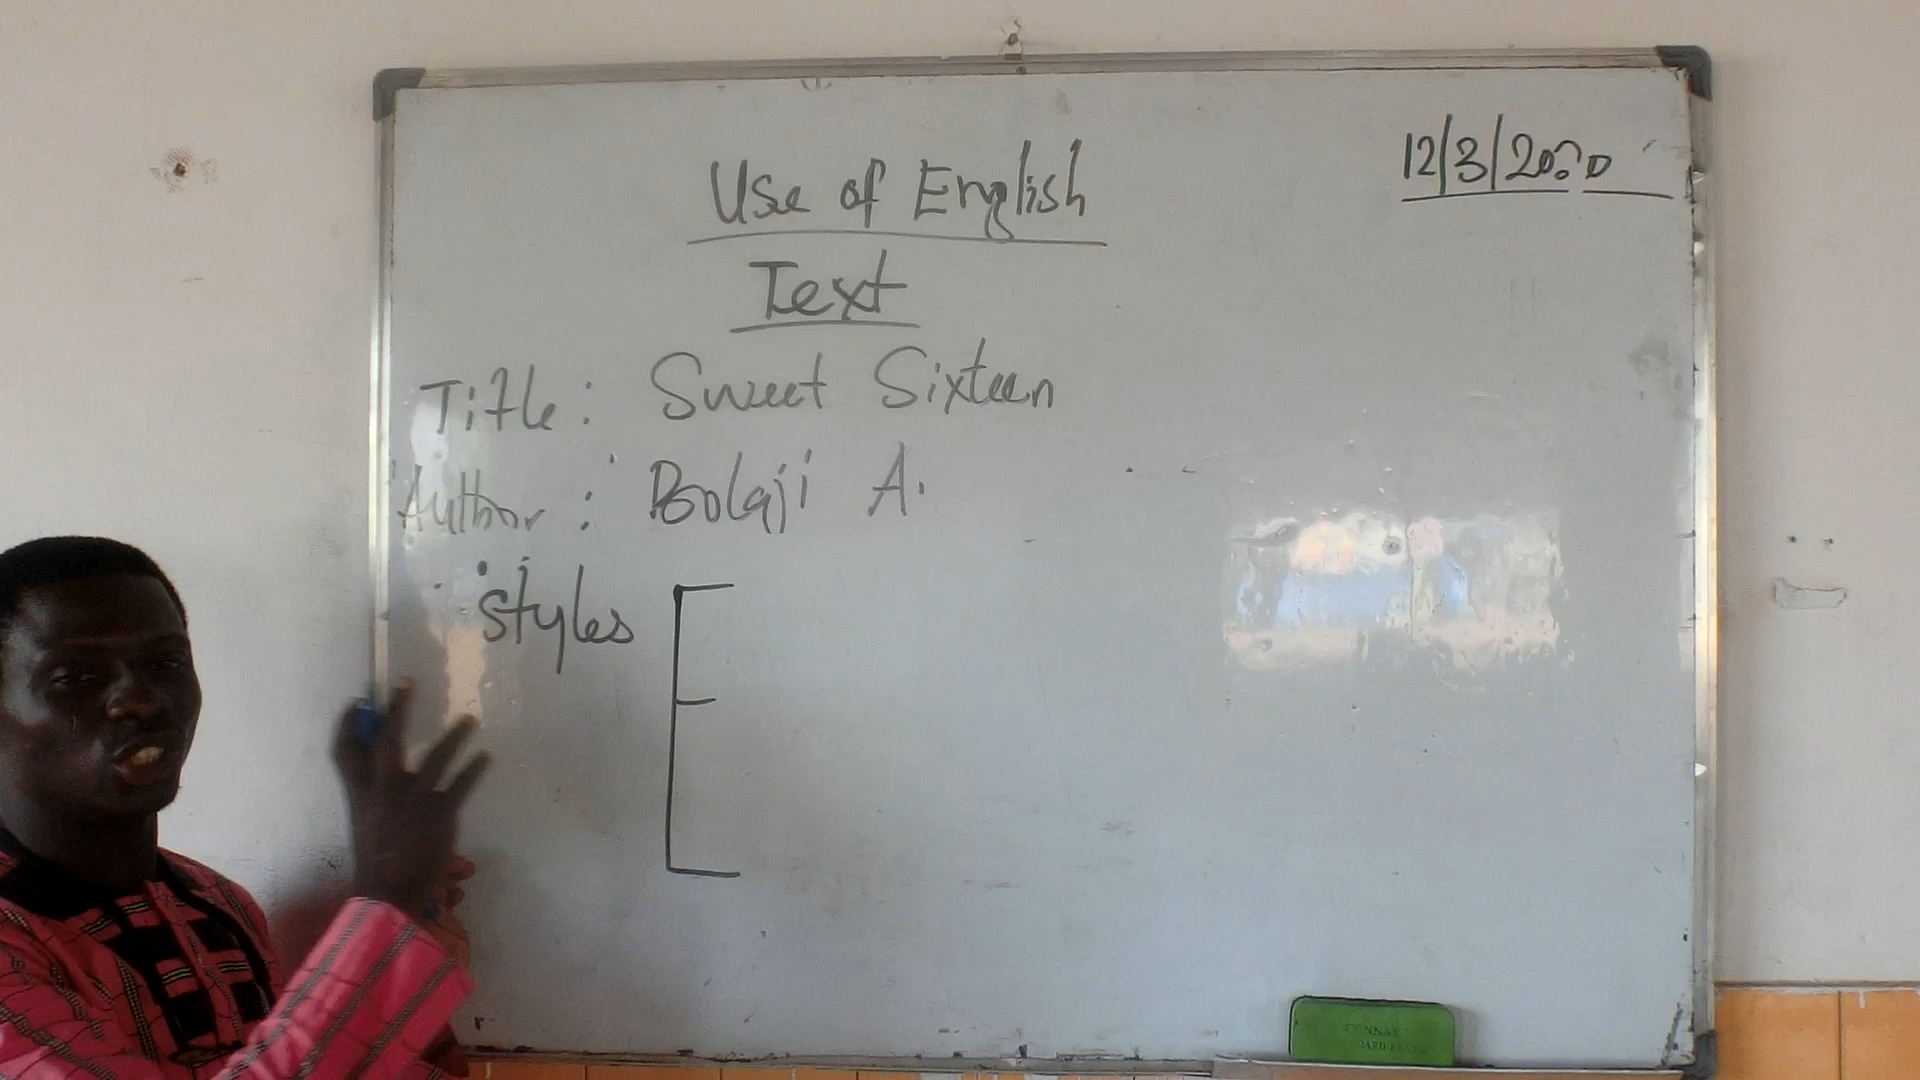 12/3/2020
Use of English
Text
Title: Sweet Sixteen
Author: Bolaji A.
styles